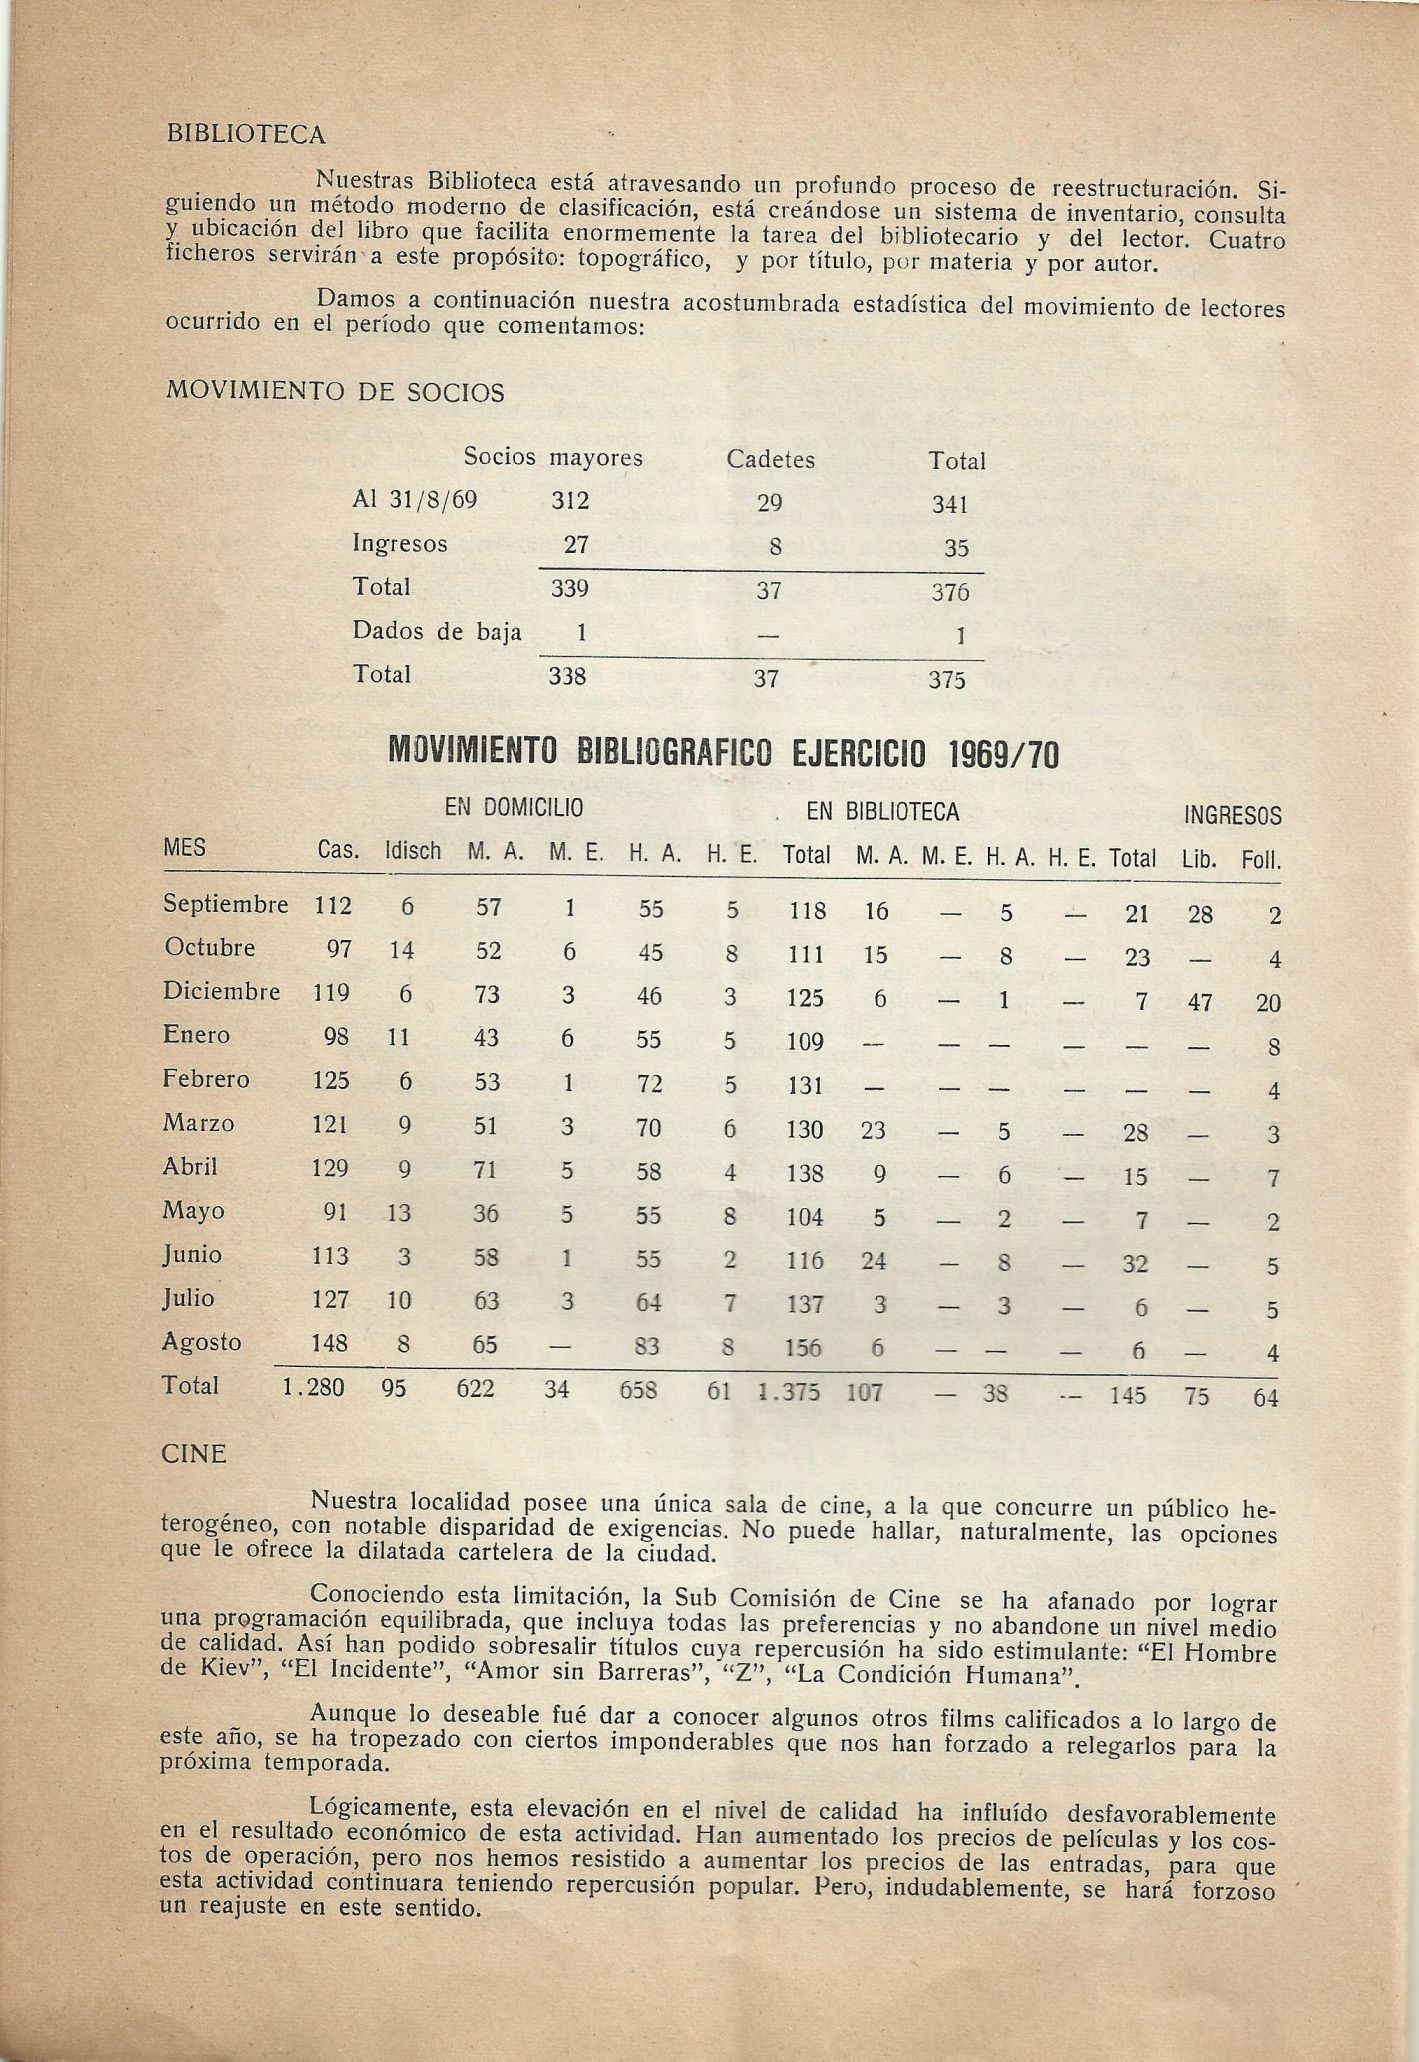 BIBLIOTECA
Nuestras Biblioteca está atravesando un profundo proceso de reestructuración. Si-
guiendo un método moderno de clasificación, está creándose un sistema de inventario, consulta
y ubicación del libro que facilita enormemente la tarea del bibliotecario y del lector. Cuatro
ficheros servirán a este propósito: topográfico, y por título, por materia y por autor.
Damos a continuación nuestra acostumbrada estadística del movimiento de lectores
ocurrido en el período que comentamos:
MOVIMIENTO DE SOCIOS
Socios mayores Cadetes Total
Al 31/8/69 312 29 341
Ingresos 27 8 35
Total 339 37 376
Dados de baja 1 — 1
Total 338 37 375
MOVIMIENTO BIBLIOGRAFICO EJERCICIO 1969/70
EN DOMICILIO EN BIBLIOTECA INGRESOS
MES Cas. Idisch M. A. M. E. H. A. H. E. Total M. A. M. E. H. A. H. E. Total Lib. Foll.
Septiembre 112 6 57 1 55 5 118 16 — 5 — 21 28 2
Octubre 97 14 52 6 45 8 111 15 — 8 — 23 — 4
Diciembre 119 6 73 3 46 3 125 6 — 1 — 7 47 20
Enero 98 11 43 6 55 5 109 — — — — — — 8
Febrero 125 6 53 1 72 5 131 — — — — — — 4
Marzo 121 9 51 3 70 6 130 23 — 5 — 28 — 3
Abril 129 9 71 5 58 4 138 9 — 6 — 15 — 7
Mayo 91 13 36 5 55 8 104 5 — 2 — 7 — 2
Junio 113 3 58 1 55 2 116 24 — 8 — 32 — 5
Julio 127 10 63 3 64 7 137 3 — 3 — 6 — 5
Agosto 148 8 65 — 83 8 156 6 — — — 6 — 4
Total 1.280 95 622 34 658 61 1.375 107 — 38 — 145 75 64
CINE
Nuestra localidad posee una única sala de cine, a la que concurre un público he-
terogéneo, con notable disparidad de exigencias. No puede hallar, naturalmente, las opciones
que le ofrece la dilatada cartelera de la ciudad.
Conociendo esta limitación, la Sub Comisión de Cine se ha afanado por lograr
una programación equilibrada, que incluya todas las preferencias y no abandone un nivel medio
de calidad. Así han podido sobresalir títulos cuya repercusión ha sido estimulante: “El Hombre
de Kiev”, “El Incidente”, “Amor sin Barreras”, “Z”, “La Condición Humana”.
Aunque lo deseable fué dar a conocer algunos otros films calificados a lo largo de
este año, se ha tropezado con ciertos imponderables que nos han forzado a relegarlos para la
próxima temporada.
Lógicamente, esta elevación en el nivel de calidad ha influído desfavorablemente
en el resultado económico de esta actividad. Han aumentado los precios de películas y los cos-
tos de operación, pero nos hemos resistido a aumentar los precios de las entradas, para que
esta actividad continuara teniendo repercusión popular. Pero, indudablemente, se hará forzoso
un reajuste en este sentido.